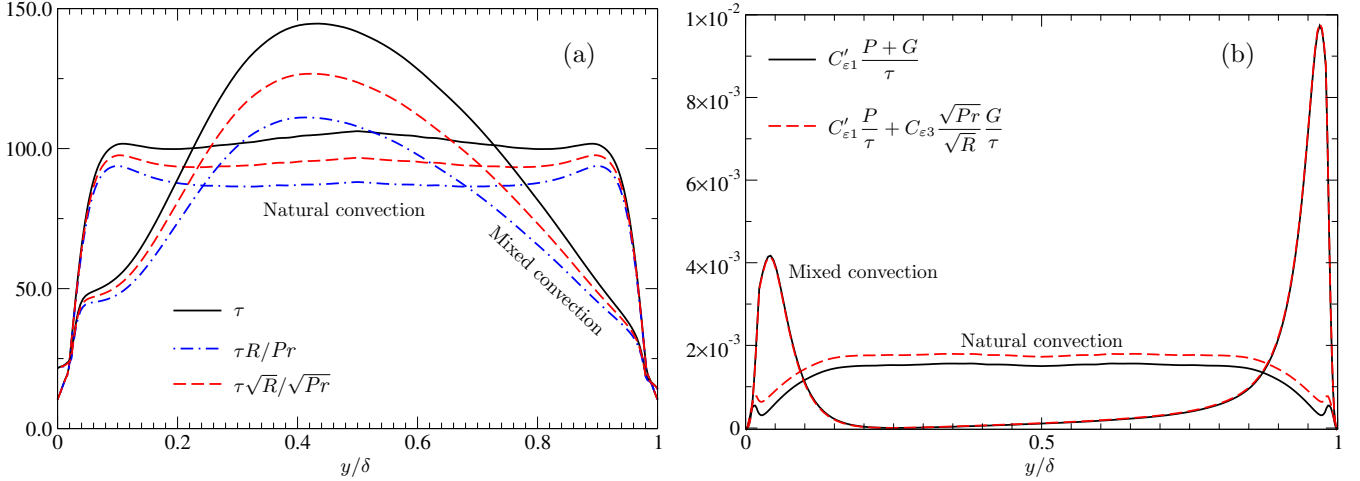 150.0
100.0
50.0
0.0
0
0.2
0.4
0.6
0.8
1
y/δ
(a)
Natural convection
Mixed convection
τ
τR/Pr
τ√R/√Pr
1×10⁻²
8×10⁻³
6×10⁻³
4×10⁻³
2×10⁻³
0
0
0.5
1
y/δ
(b)
C′ε1 (P + G)/τ
C′ε1 P/τ + Cε3 (√Pr/√R) G/τ
Mixed convection
Natural convection